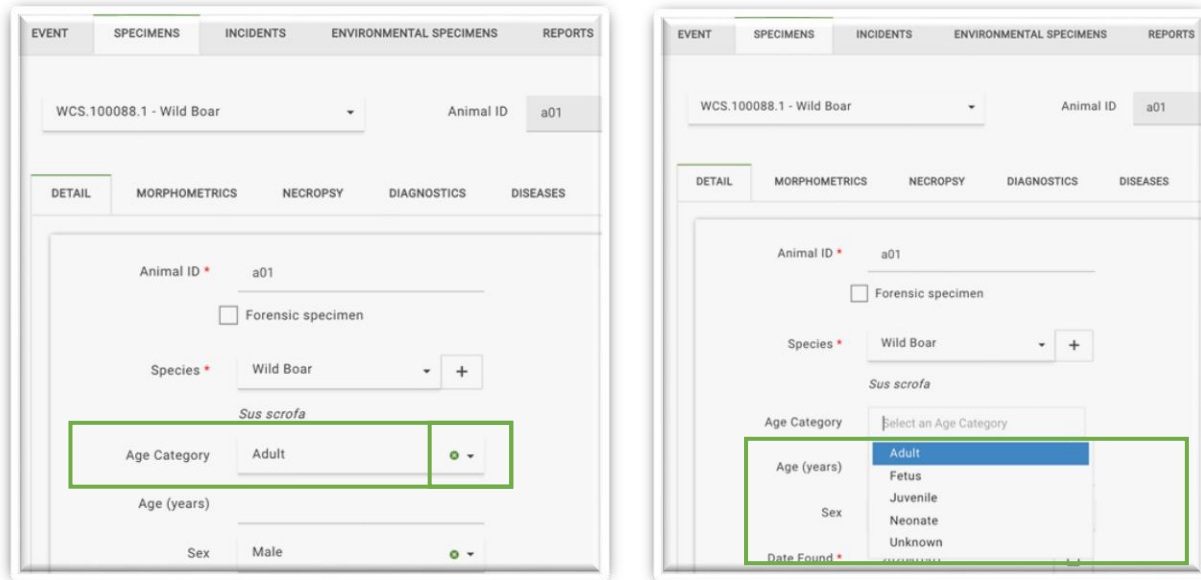 EVENT SPECIMENS INCIDENTS ENVIRONMENTAL SPECIMENS REPORTS
WCS.100088.1 - Wild Boar Animal ID a01
DETAIL MORPHOMETRICS NECROPSY DIAGNOSTICS DISEASES
Animal ID * a01
Forensic specimen
Species * Wild Boar +
Sus scrofa
Age Category Adult
Age (years)
Sex Male
EVENT SPECIMENS INCIDENTS ENVIRONMENTAL SPECIMENS REPORTS
WCS.100088.1 - Wild Boar Animal ID a01
DETAIL MORPHOMETRICS NECROPSY DIAGNOSTICS DISEASES
Animal ID * a01
Forensic specimen
Species * Wild Boar +
Sus scrofa
Age Category Select an Age Category
Adult
Age (years)
Fetus
Juvenile
Sex
Neonate
Unknown
Date Found *